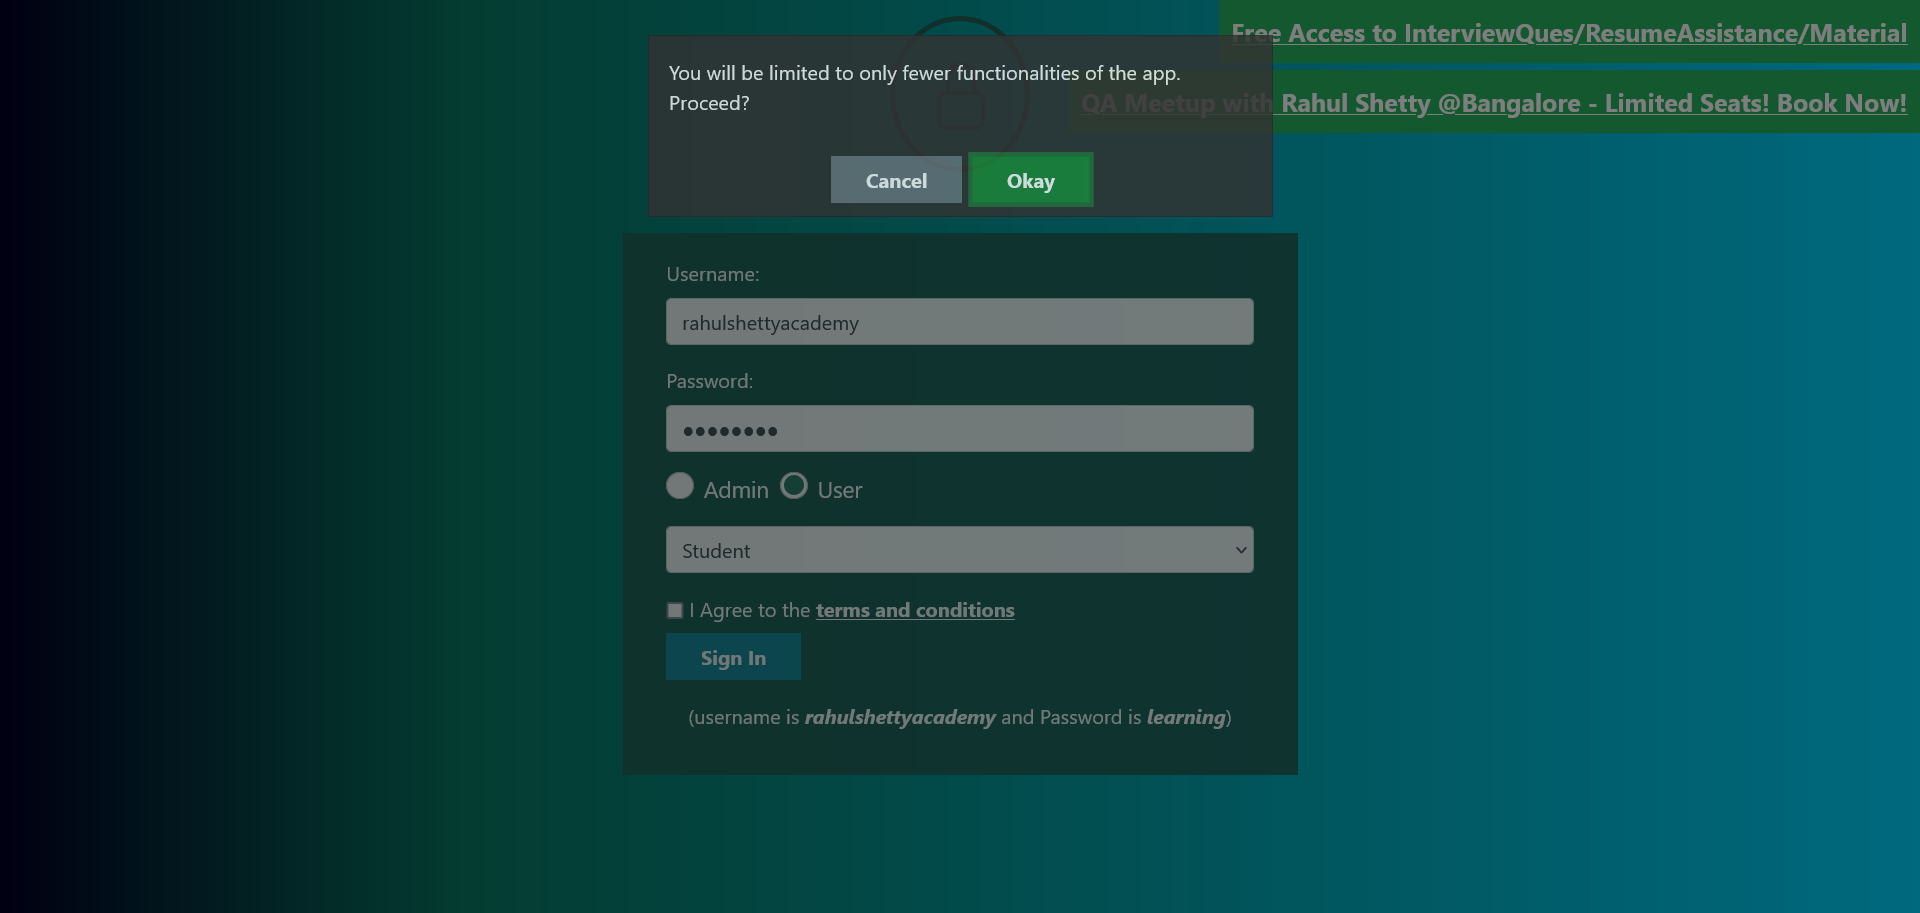 Free Access to InterviewQues/ResumeAssistance/Material
You will be limited to only fewer functionalities of the app.
Proceed?
QA Meetup with Rahul Shetty @Bangalore - Limited Seats! Book Now!
Cancel
Okay
Username:
rahulshettyacademy
Password:
••••••••
Admin
User
Student
I Agree to the terms and conditions
Sign In
(username is rahulshettyacademy and Password is learning)